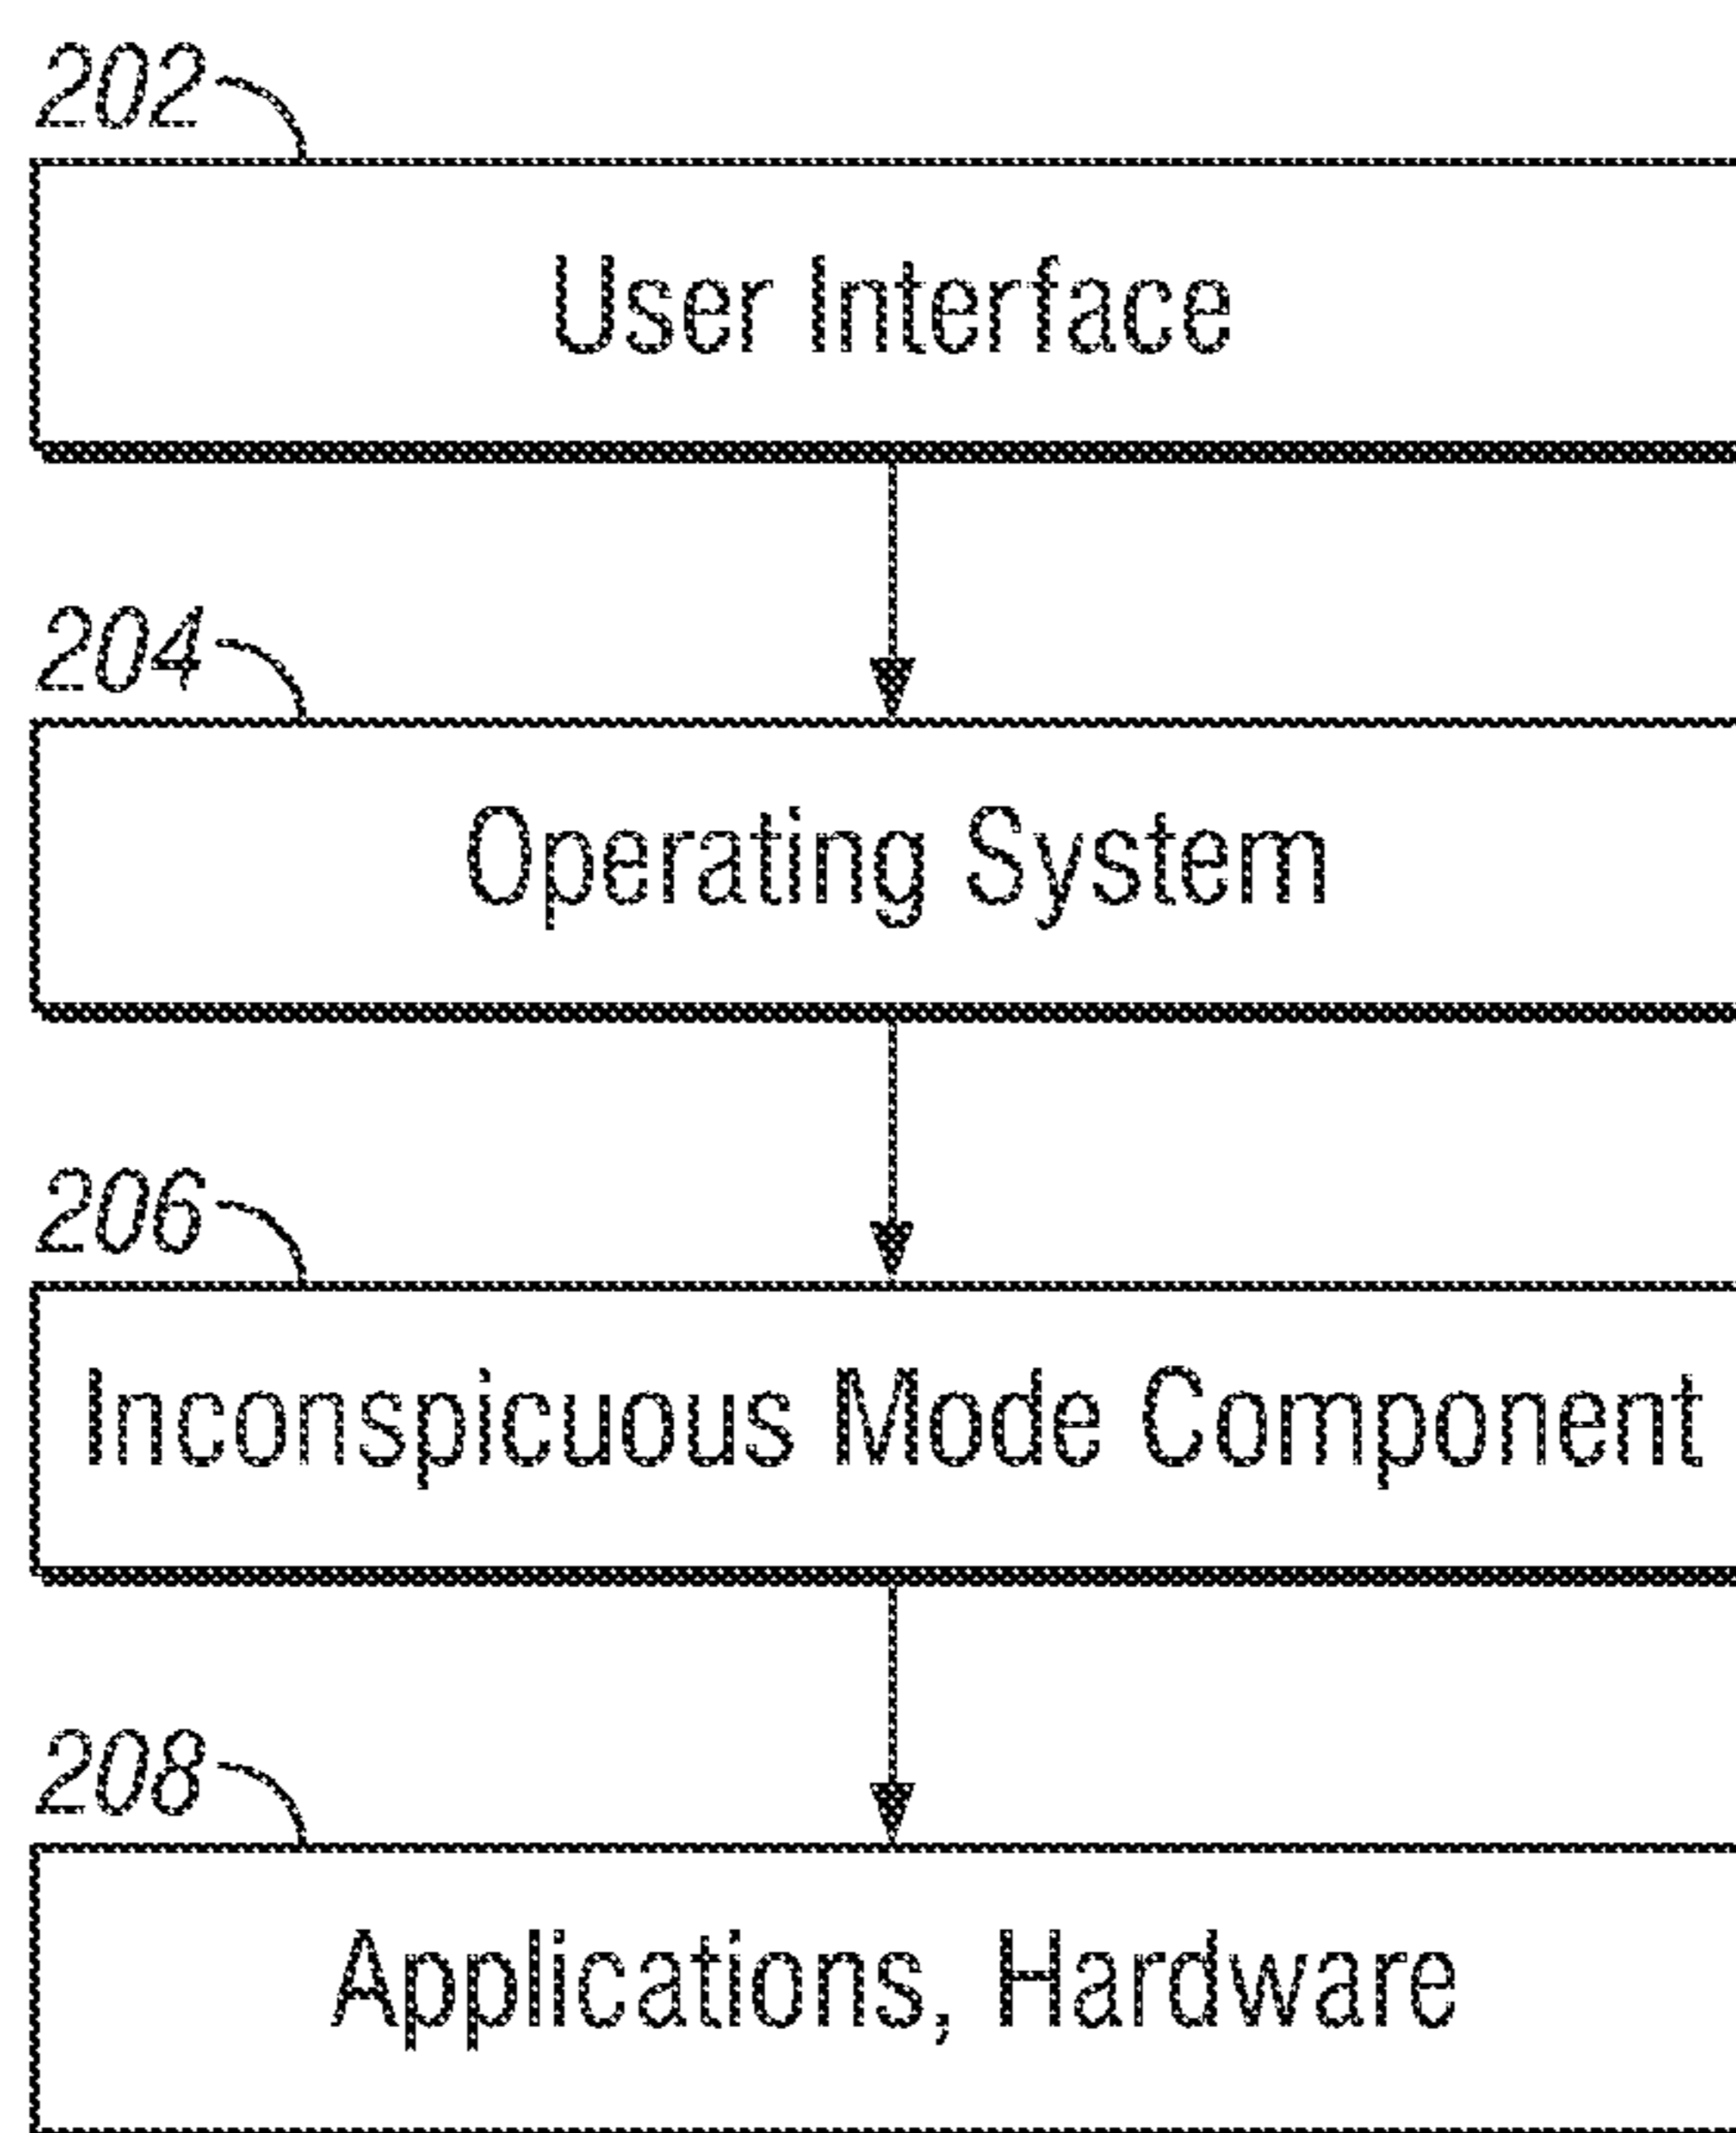 202
User Interface
204
Operating System
206
Inconspicuous Mode Component
208
Applications, Hardware